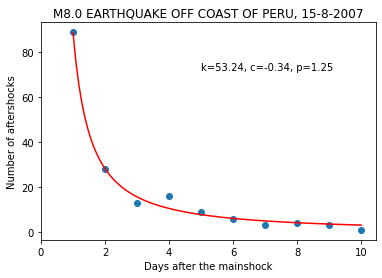 M8.0 EARTHQUAKE OFF COAST OF PERU, 15-8-2007
k=53.24, c=-0.34, p=1.25
Number of aftershocks
80
60
40
20
0
0 2 4 6 8 10
Days after the mainshock